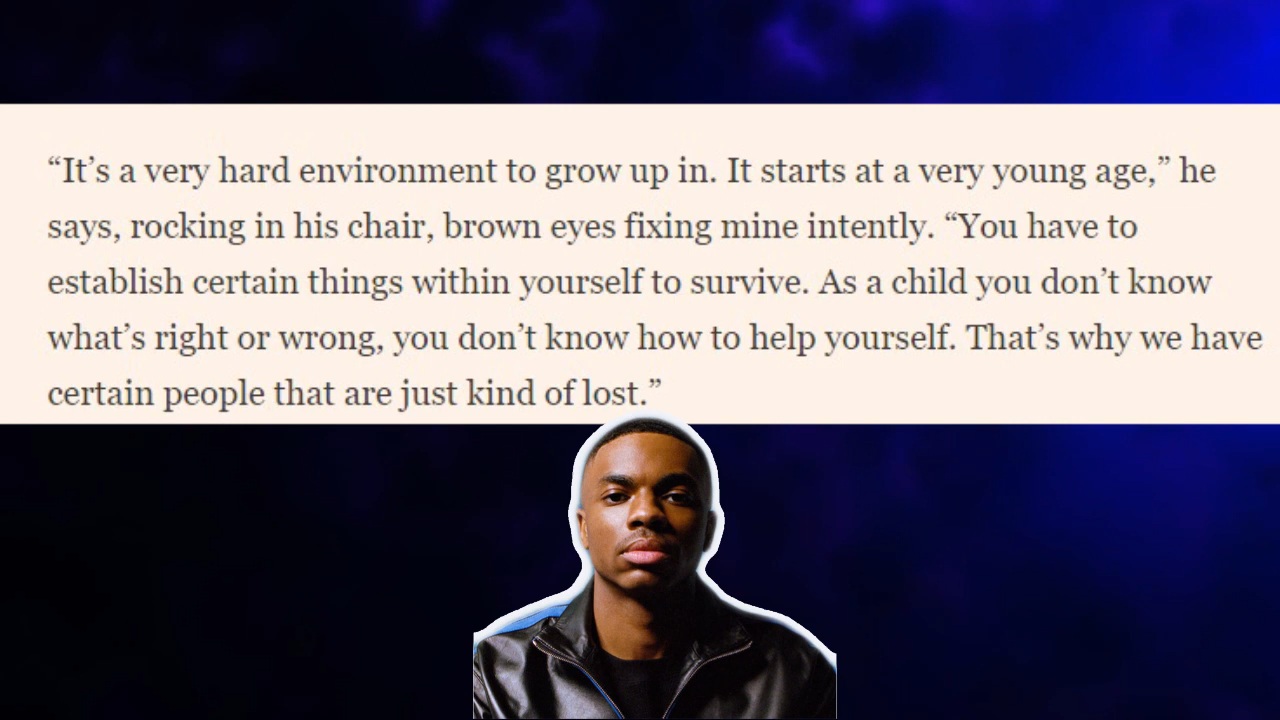 “It’s a very hard environment to grow up in. It starts at a very young age,” he
says, rocking in his chair, brown eyes fixing mine intently. “You have to
establish certain things within yourself to survive. As a child you don’t know
what’s right or wrong, you don’t know how to help yourself. That’s why we have
certain people that are just kind of lost.”